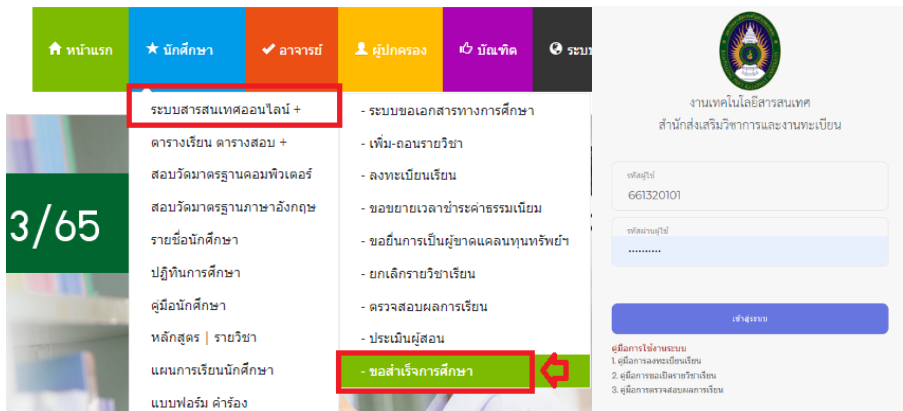 หน้าแรก
นักศึกษา
อาจารย์
ผู้ปกครอง
บัณฑิต
ระบบสารสนเทศออนไลน์ +
ตารางเรียน ตารางสอบ +
สอบวัดมาตรฐานคอมพิวเตอร์
สอบวัดมาตรฐานภาษาอังกฤษ
รายชื่อนักศึกษา
ปฏิทินการศึกษา
คู่มือนักศึกษา
หลักสูตร | รายวิชา
แผนการเรียนนักศึกษา
แบบฟอร์ม คำร้อง
- ระบบขอเอกสารทางการศึกษา
- เพิ่ม-ถอนรายวิชา
- ลงทะเบียนเรียน
- ขอขยายเวลาชำระค่าธรรมเนียม
- ขอยื่นการเป็นผู้ขาดแคลนทุนทรัพย์ฯ
- ยกเลิกรายวิชาเรียน
- ตรวจสอบผลการเรียน
- ประเมินผู้สอน
- ขอสำเร็จการศึกษา
3/65
งานเทคโนโลยีสารสนเทศ
สำนักส่งเสริมวิชาการและงานทะเบียน
รหัสผู้ใช้
661320101
รหัสผ่านผู้ใช้
..........
เข้าสู่ระบบ
คู่มือการใช้งานระบบ
1. คู่มือการลงทะเบียนเรียน
2. คู่มือการขอเปิดรายวิชาเรียน
3. คู่มือการตรวจสอบผลการเรียน